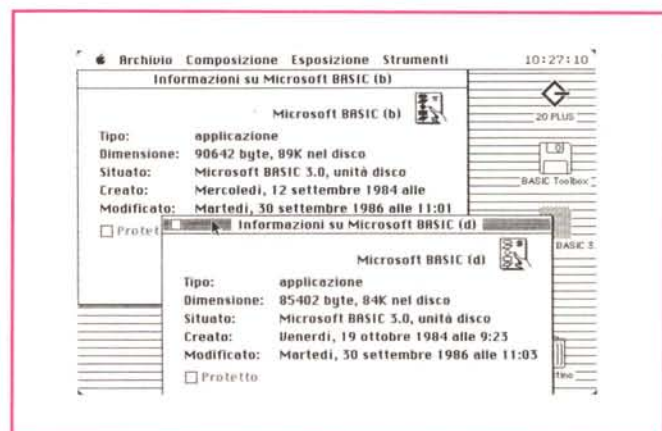 Archivio Composizione Esposizione Strumenti 10:27:10
Informazioni su Microsoft BASIC (b)
Microsoft BASIC (b)
Tipo: applicazione
Dimensione: 90642 byte, 89K nel disco
Situato: Microsoft BASIC 3.0, unità disco
Creato: Mercoledì, 12 settembre 1984 alle
Modificato: Martedì, 30 settembre 1986 alle 11:01
Protet
20 PLUS
BASIC Toolbox
BASIC 3.
Informazioni su Microsoft BASIC (d)
Microsoft BASIC (d)
Tipo: applicazione
Dimensione: 85402 byte, 84K nel disco
Situato: Microsoft BASIC 3.0, unità disco
Creato: Venerdì, 19 ottobre 1984 alle 9:23
Modificato: Martedì, 30 settembre 1986 alle 11:03
Protetto
tino